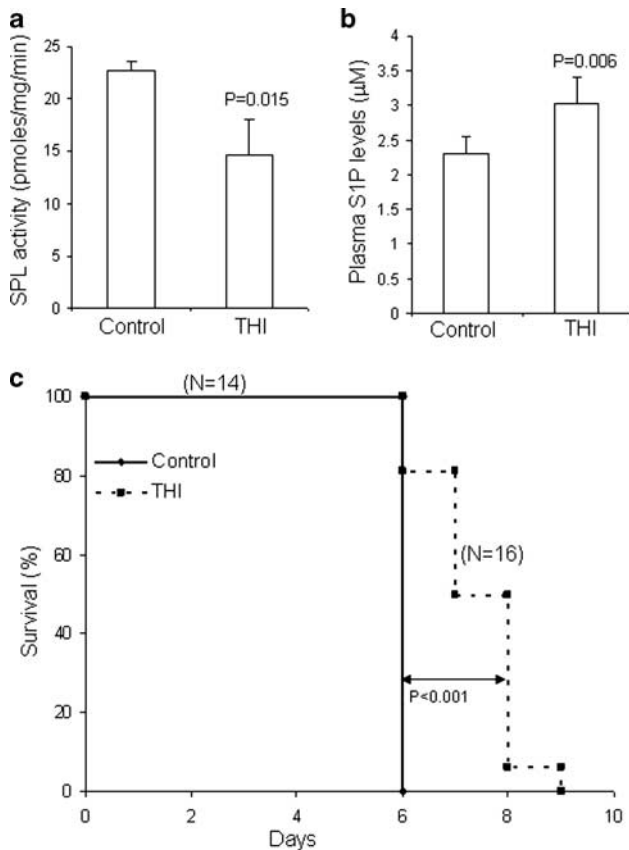 a
SPL activity (pmoles/mg/min)
25
20
15
10
5
0
P=0.015
Control
THI
b
Plasma S1P levels (μM)
4
3.5
3
2.5
2
1.5
1
0.5
0
P=0.006
Control
THI
c
Survival (%)
100
80
60
40
20
0
(N=14)
Control
THI
(N=16)
P<0.001
0
2
4
6
8
10
Days